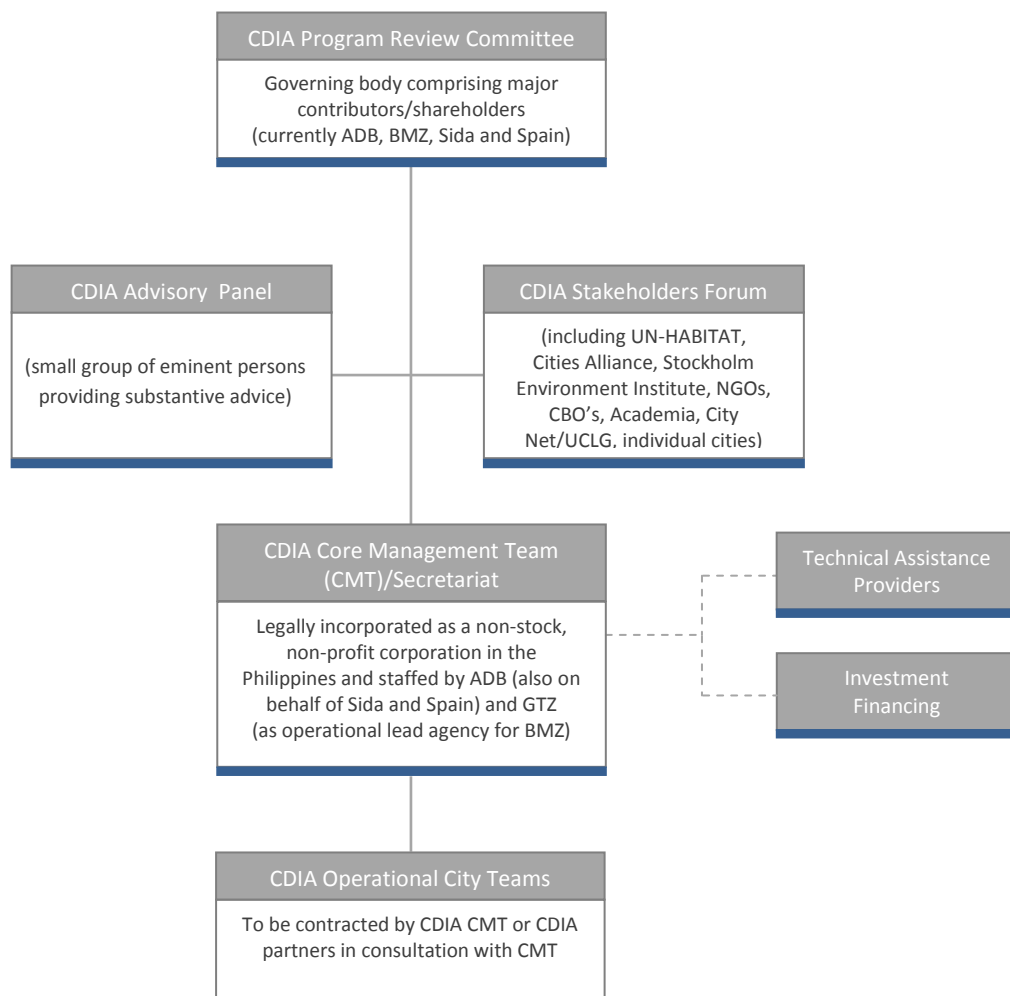 CDIA Program Review Committee
Governing body comprising major
contributors/shareholders
(currently ADB, BMZ, Sida and Spain)
CDIA Advisory Panel
(small group of eminent persons
providing substantive advice)
CDIA Stakeholders Forum
(including UN-HABITAT,
Cities Alliance, Stockholm
Environment Institute, NGOs,
CBO's, Academia, City
Net/UCLG, individual cities)
CDIA Core Management Team
(CMT)/Secretariat
Legally incorporated as a non-stock,
non-profit corporation in the
Philippines and staffed by ADB (also on
behalf of Sida and Spain) and GTZ
(as operational lead agency for BMZ)
Technical Assistance
Providers
Investment
Financing
CDIA Operational City Teams
To be contracted by CDIA CMT or CDIA
partners in consultation with CMT